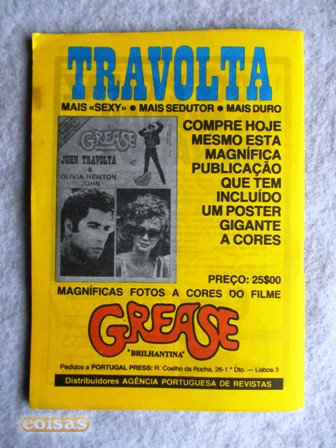 TRAVOLTA
MAIS «SEXY» ● MAIS SEDUTOR ● MAIS DURO
GREASE
JOHN TRAVOLTA
&
OLIVIA NEWTON
JOHN
COMPRE HOJE
MESMO ESTA
MAGNÍFICA
PUBLICAÇÃO
QUE TEM
INCLUÍDO
UM POSTER
GIGANTE
A CORES
PREÇO: 25$00
MAGNÍFICAS FOTOS A CORES DO FILME
GREASE
"BRILHANTINA"
Pedidos a PORTUGAL PRESS: R. Coelho da Rocha, 26-1.º Dto. — Lisboa 3
Distribuidores AGÊNCIA PORTUGUESA DE REVISTAS
coisas